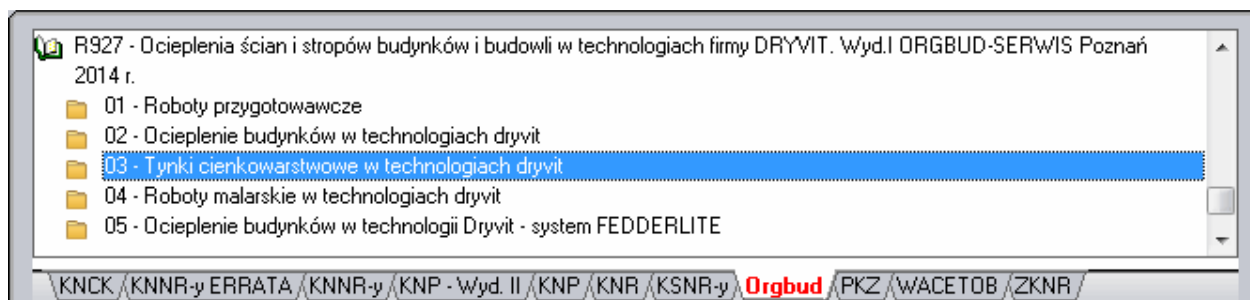 R927 - Ocieplenia ścian i stropów budynków i budowli w technologiach firmy DRYVIT. Wyd.I ORGBUD-SERWIS Poznań
2014 r.
01 - Roboty przygotowawcze
02 - Ocieplenie budynków w technologiach dryvit
03 - Tynki cienkowarstwowe w technologiach dryvit
04 - Roboty malarskie w technologiach dryvit
05 - Ocieplenie budynków w technologii Dryvit - system FEDDERLITE
KNCK KNNR-y ERRATA KNNR-y KNP - Wyd. II KNP KNR KSNR-y Orgbud PKZ WACETOB ZKNR